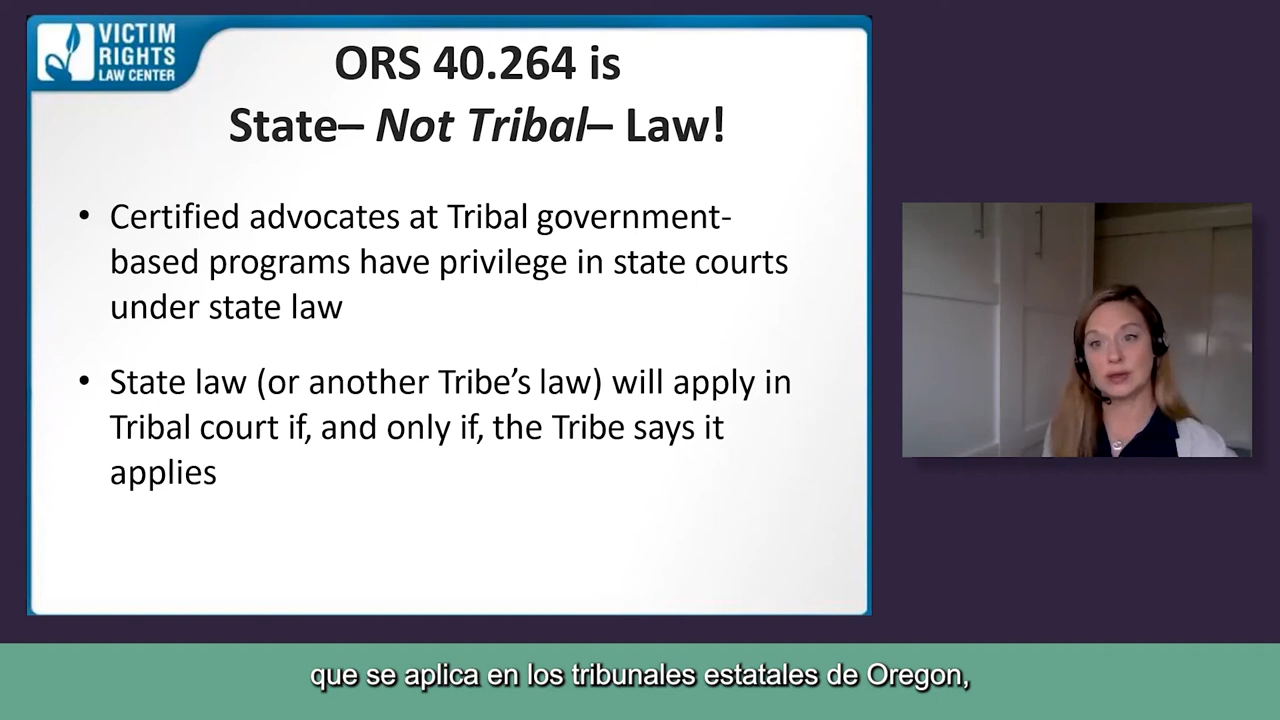 VICTIM
RIGHTS
LAW CENTER
ORS 40.264 is
State– Not Tribal– Law!
• Certified advocates at Tribal government-
based programs have privilege in state courts
under state law
• State law (or another Tribe’s law) will apply in
Tribal court if, and only if, the Tribe says it
applies
que se aplica en los tribunales estatales de Oregon,